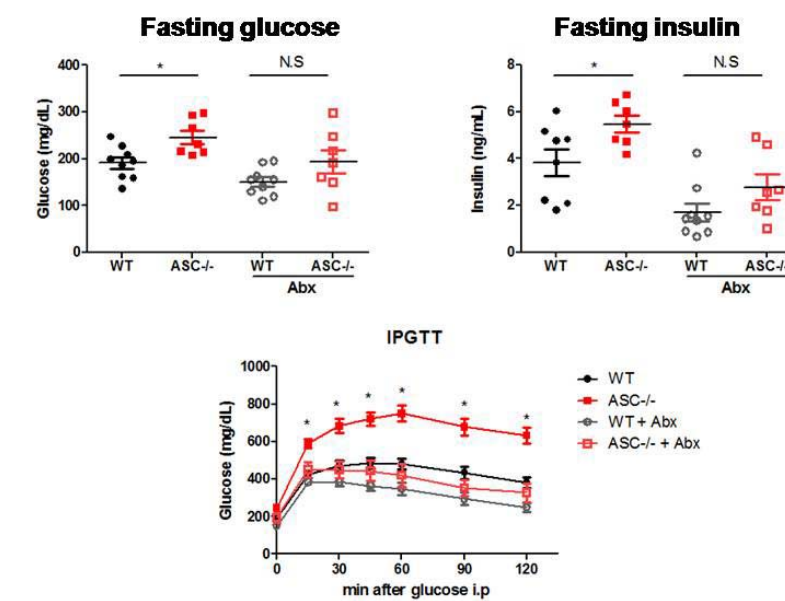 Fasting glucose
Glucose (mg/dL)
400
300
200
100
0
*
N.S
WT
ASC-/-
WT
ASC-/-
Abx
Fasting insulin
Insulin (ng/mL)
8
6
4
2
0
*
N.S
WT
ASC-/-
WT
ASC-/-
Abx
IPGTT
Glucose (mg/dL)
1000
800
600
400
200
0
* * * * * *
0 30 60 90 120
min after glucose i.p
WT
ASC-/-
WT + Abx
ASC-/- + Abx